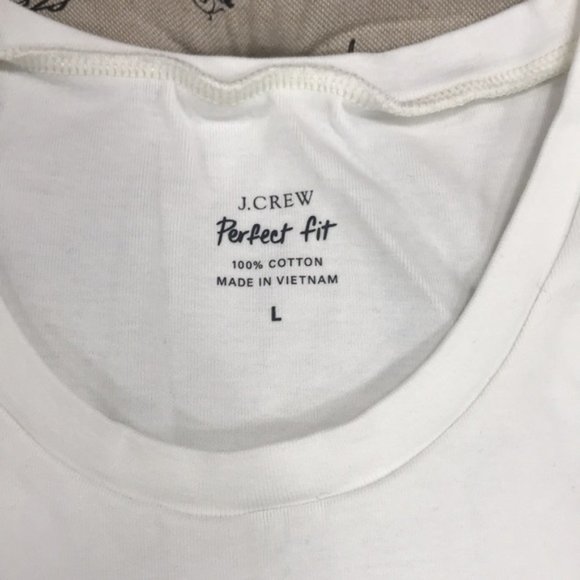 J.CREW
Perfect fit
100% COTTON
MADE IN VIETNAM
L